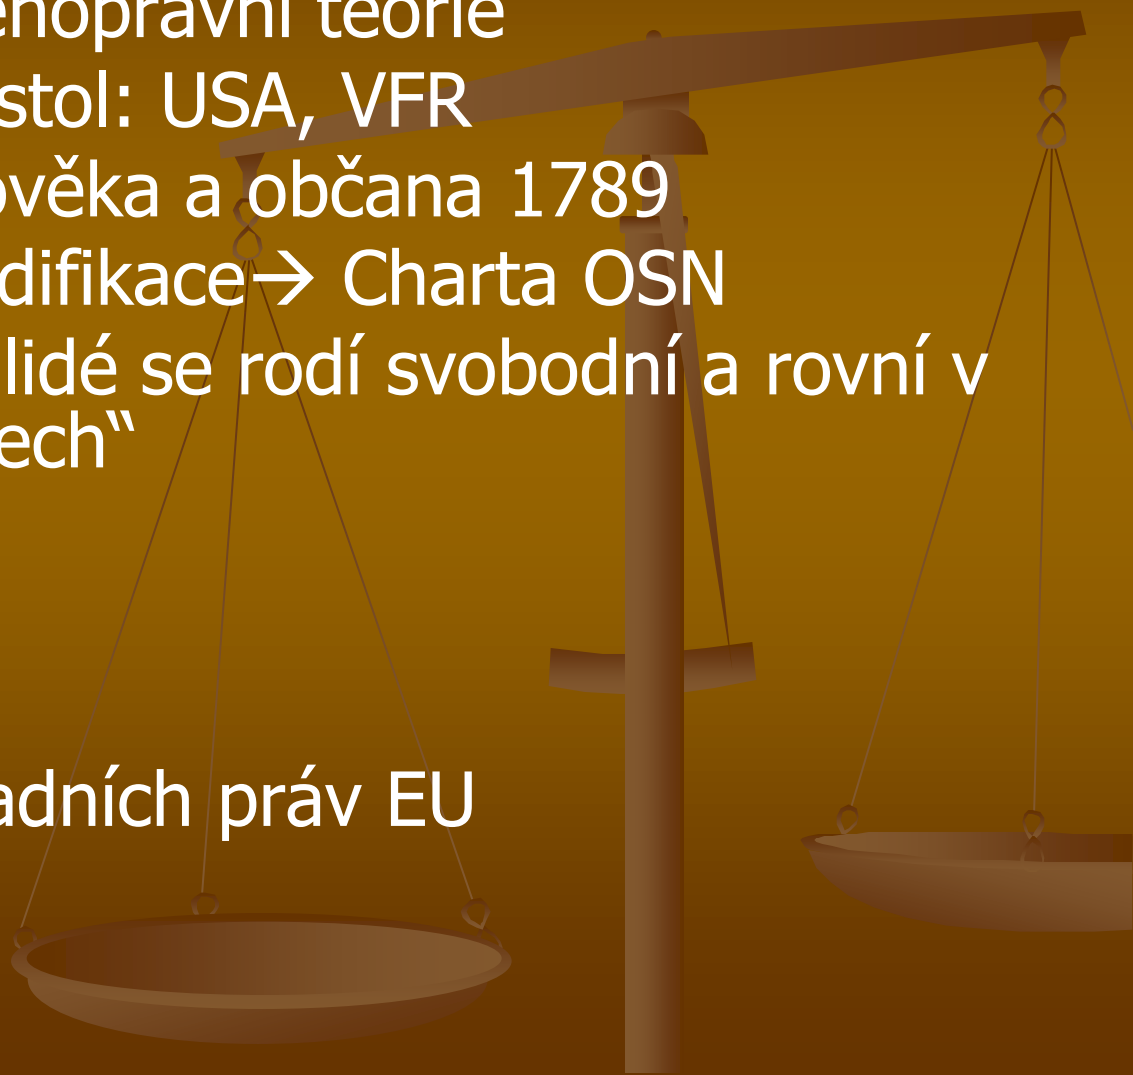 enoprávní teorie
stol: USA, VFR
ověka a občana 1789
difikace→ Charta OSN
lidé se rodí svobodní a rovní v
ech“
adních práv EU